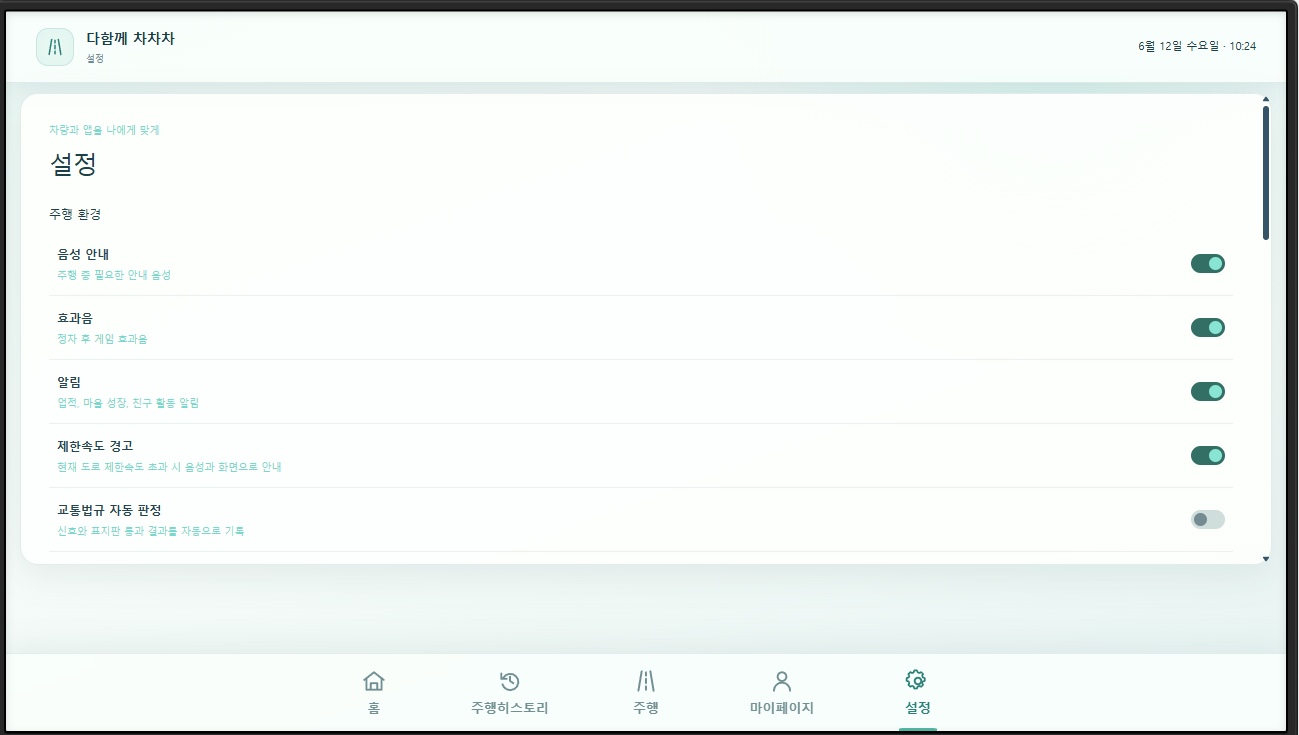 다함께 차차차
설정
6월 12일 수요일 · 10:24
차량과 앱을 나에게 맞게
설정
주행 환경
음성 안내
주행 중 필요한 안내 음성
효과음
정차 후 게임 효과음
알림
업적, 마을 성장, 친구 활동 알림
제한속도 경고
현재 도로 제한속도 초과 시 음성과 화면으로 안내
교통법규 자동 판정
신호와 표지판 통과 결과를 자동으로 기록
홈
주행히스토리
주행
마이페이지
설정